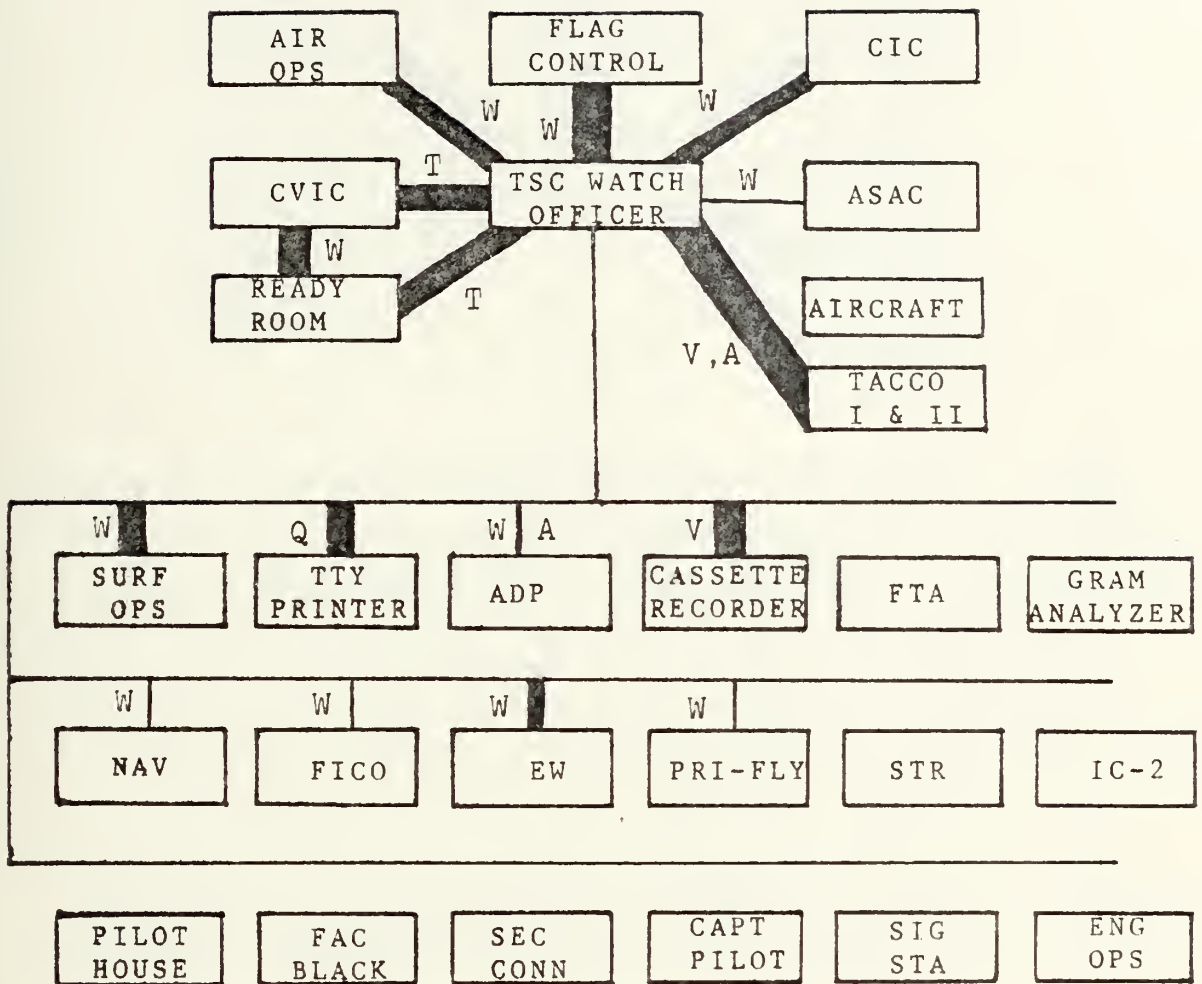 AIR
OPS
FLAG
CONTROL
CIC
W
W
W
CVIC
T
TSC WATCH
OFFICER
W
ASAC
W
READY
ROOM
T
AIRCRAFT
V,A
TACCO
I & II
W
Q
W A
V
SURF
OPS
TTY
PRINTER
ADP
CASSETTE
RECORDER
FTA
GRAM
ANALYZER
W
W
W
W
NAV
FICO
EW
PRI-FLY
STR
IC-2
PILOT
HOUSE
FAC
BLACK
SEC
CONN
CAPT
PILOT
SIG
STA
ENG
OPS